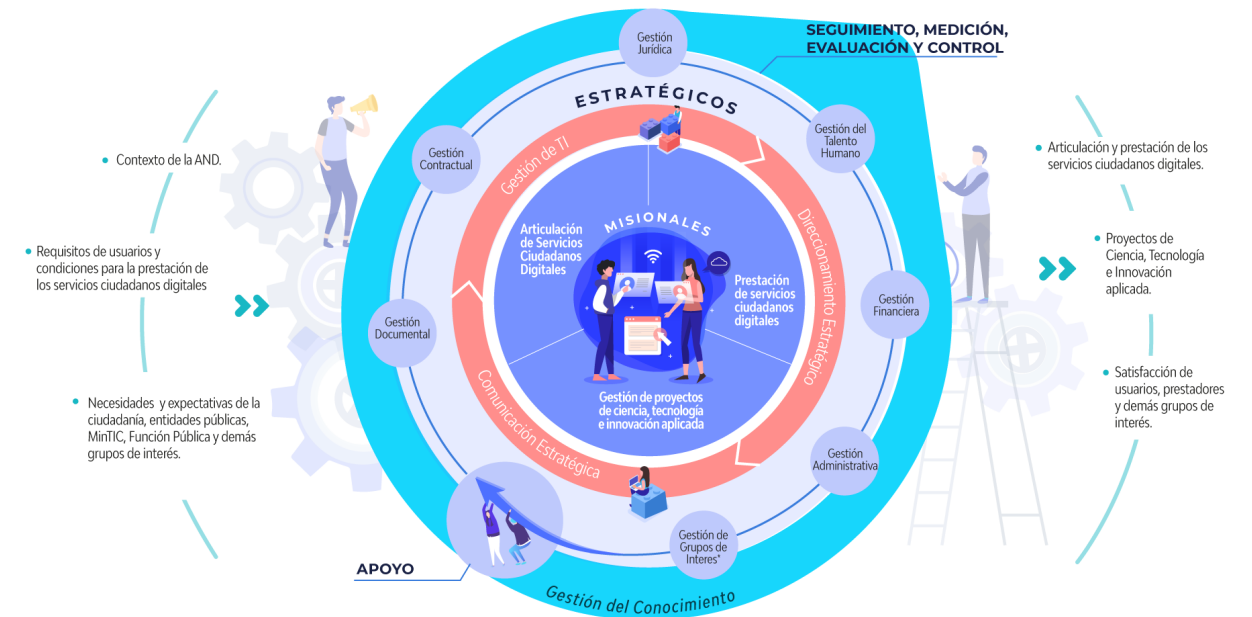 Contexto de la AND.
Requisitos de usuarios y
condiciones para la prestación de
los servicios ciudadanos digitales
Necesidades y expectativas de la
ciudadanía, entidades públicas,
MinTIC, Función Pública y demás
grupos de interés.
SEGUIMIENTO, MEDICIÓN,
EVALUACIÓN Y CONTROL
Gestión
Jurídica
Gestión del
Talento
Humano
Gestión
Financiera
Gestión
Administrativa
Gestión de
Grupos de
Interes*
Gestión
Documental
Gestión
Contractual
ESTRATÉGICOS
Gestión de TI
Direccionamiento Estratégico
Comunicación Estratégica
MISIONALES
Articulación
de Servicios
Ciudadanos
Digitales
Prestación
de servicios
ciudadanos
digitales
Gestión de proyectos
de ciencia, tecnología
e innovación aplicada
APOYO
Gestión del Conocimiento
Articulación y prestación de los
servicios ciudadanos digitales.
Proyectos de
Ciencia, Tecnología
e Innovación
aplicada.
Satisfacción de
usuarios, prestadores
y demás grupos de
interés.